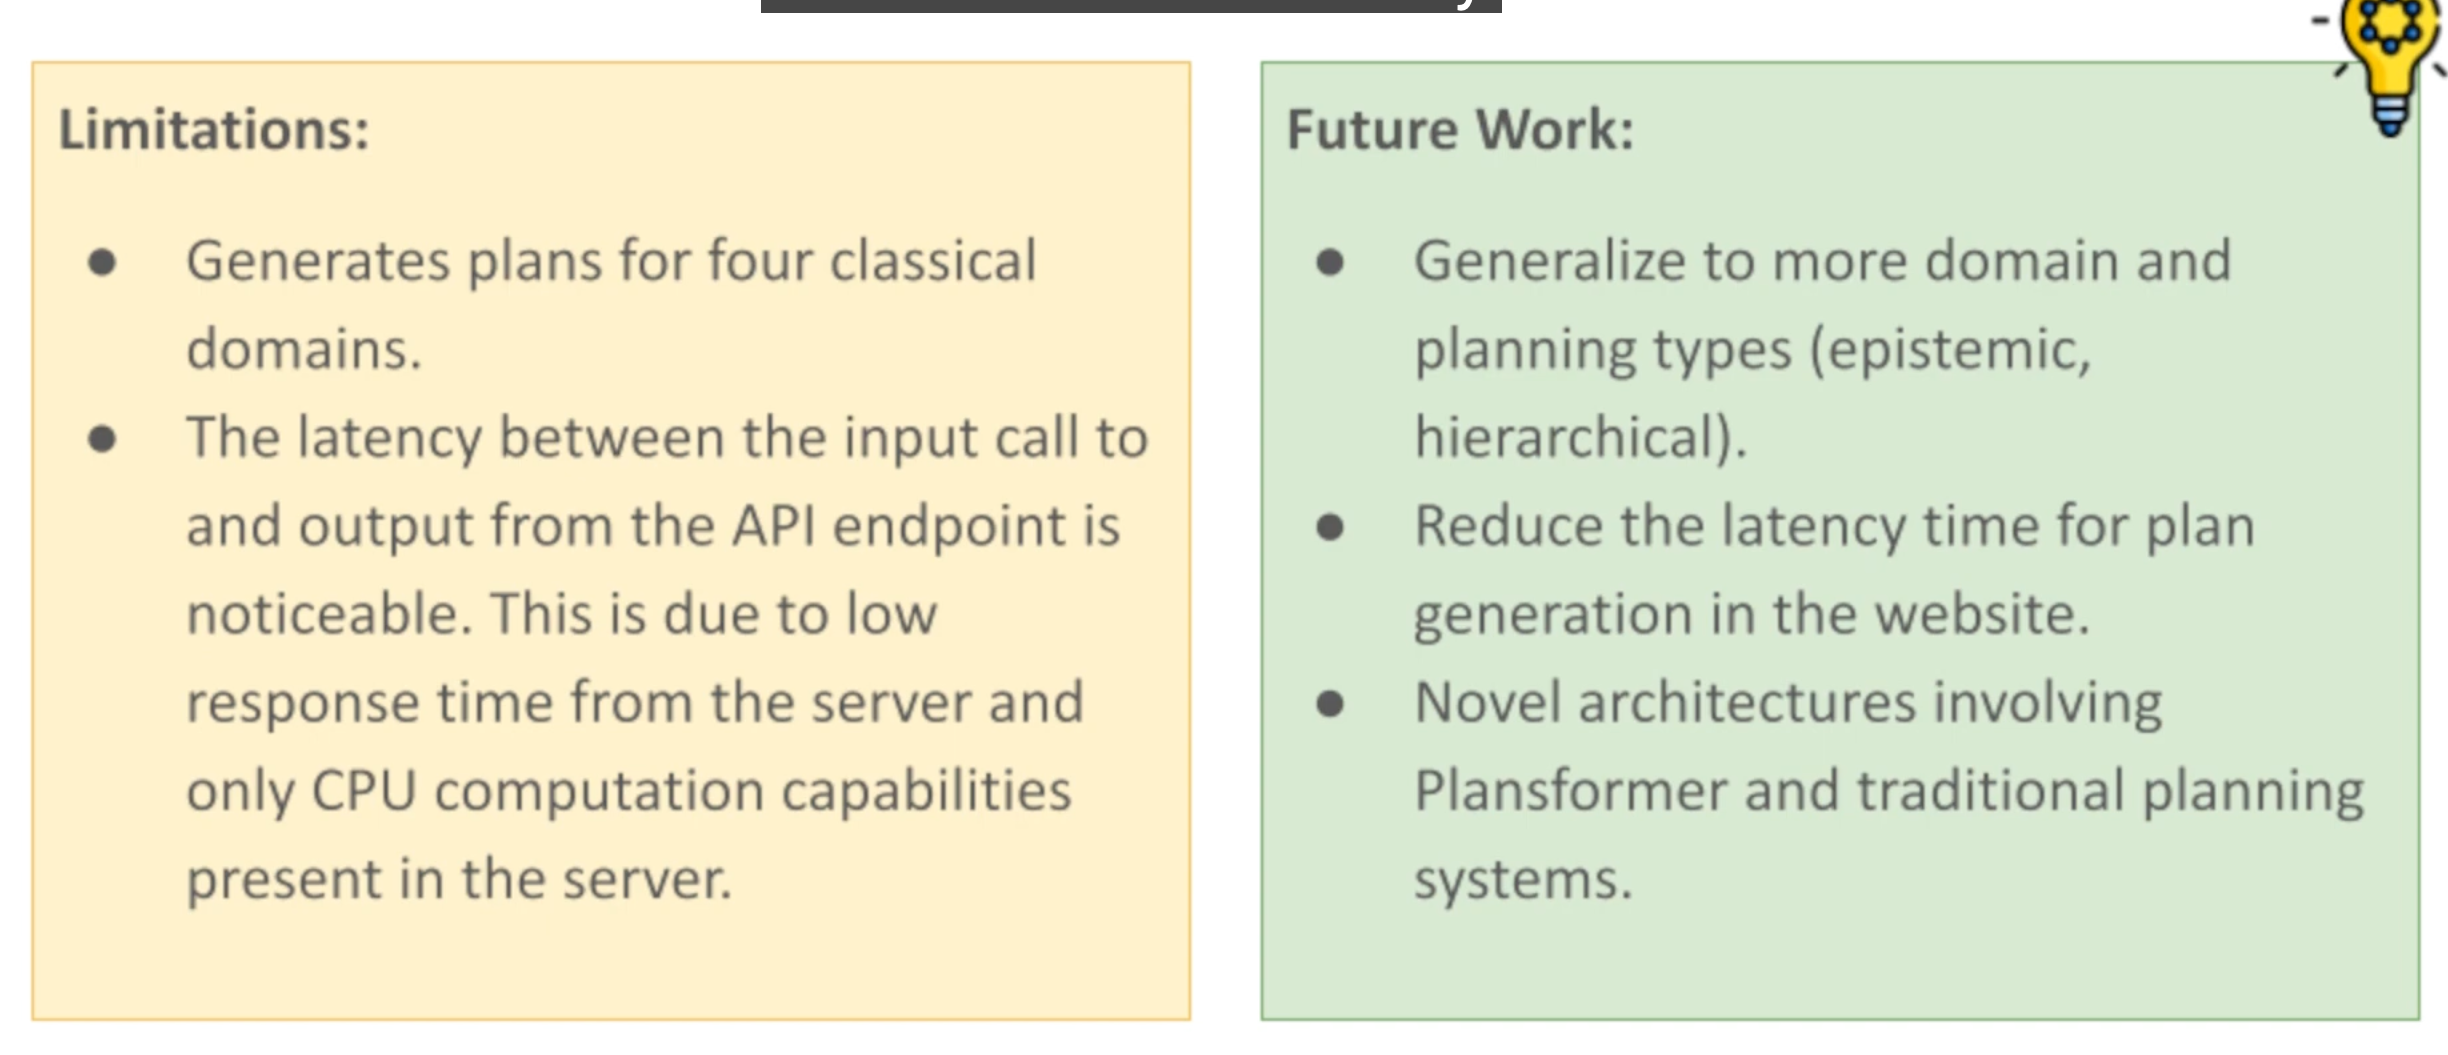 Limitations:
● Generates plans for four classical
domains.
● The latency between the input call to
and output from the API endpoint is
noticeable. This is due to low
response time from the server and
only CPU computation capabilities
present in the server.
Future Work:
● Generalize to more domain and
planning types (epistemic,
hierarchical).
● Reduce the latency time for plan
generation in the website.
● Novel architectures involving
Plansformer and traditional planning
systems.